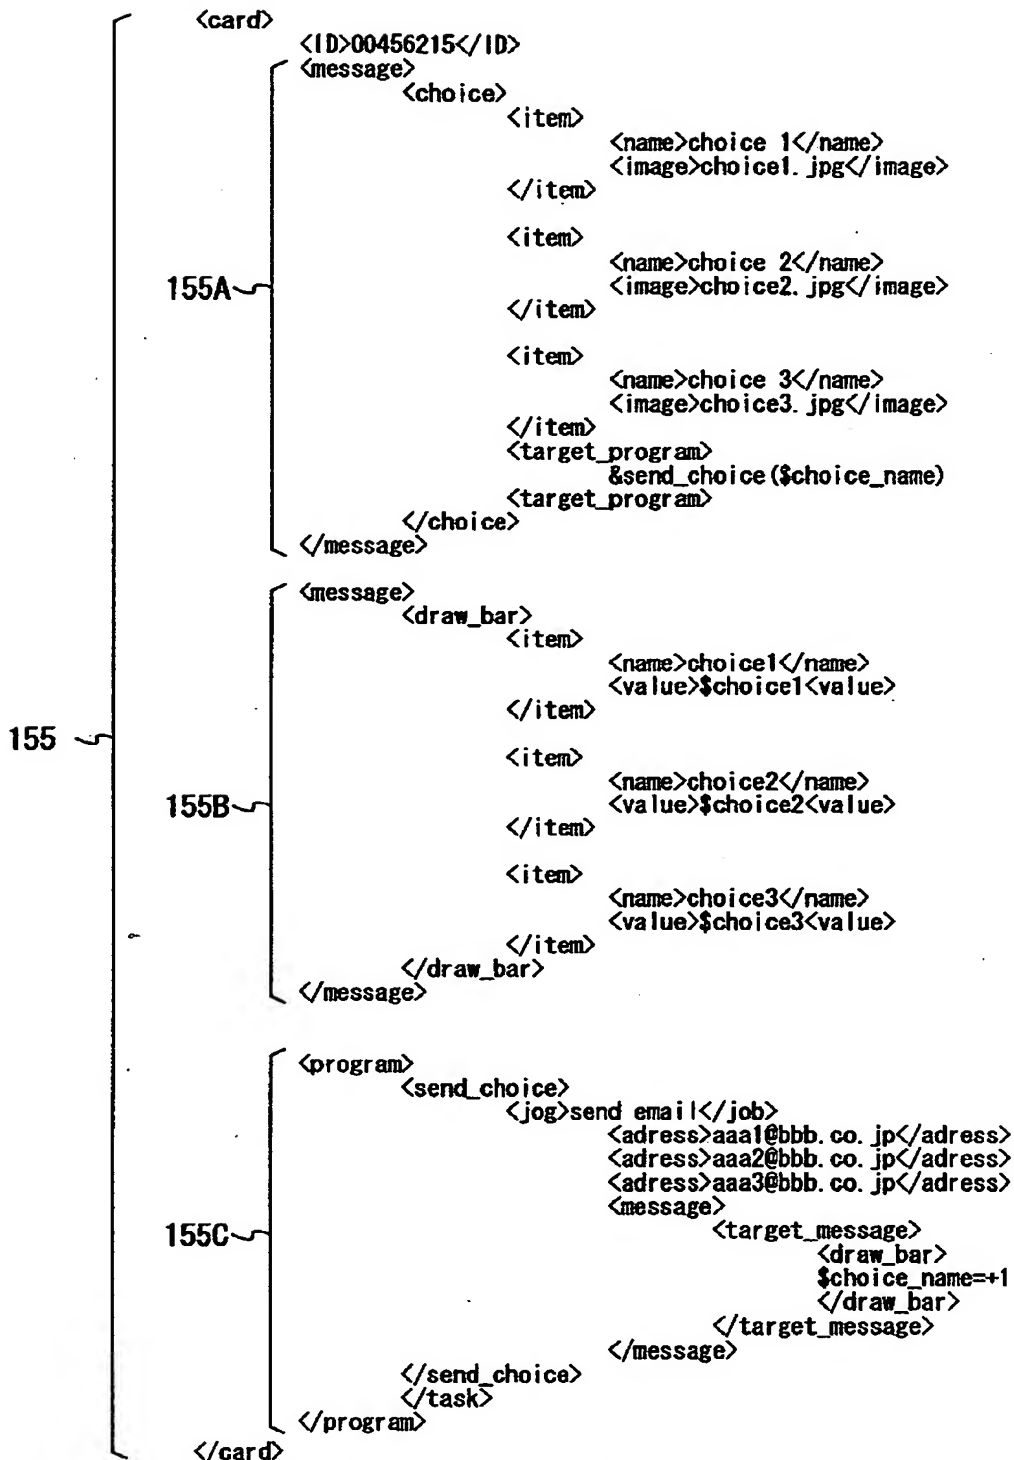 <card>
<ID>00456215</ID>
<message>
<choice>
<item>
<name>choice 1</name>
<image>choice1.jpg</image>
</item>
<item>
<name>choice 2</name>
<image>choice2.jpg</image>
</item>
155A
<item>
<name>choice 3</name>
<image>choice3.jpg</image>
</item>
<target_program>
&send_choice($choice_name)
<target_program>
</choice>
</message>
<message>
<draw_bar>
<item>
<name>choice1</name>
<value>$choice1<value>
</item>
155
<item>
<name>choice2</name>
<value>$choice2<value>
155B
</item>
<item>
<name>choice3</name>
<value>$choice3<value>
</item>
</draw_bar>
</message>
<program>
<send_choice>
<jog>send email</job>
<adress>aaa1@bbb.co.jp</adress>
<adress>aaa2@bbb.co.jp</adress>
<adress>aaa3@bbb.co.jp</adress>
<message>
<target_message>
155C
<draw_bar>
$choice_name=+1
</draw_bar>
</target_message>
</message>
</send_choice>
</task>
</program>
</card>